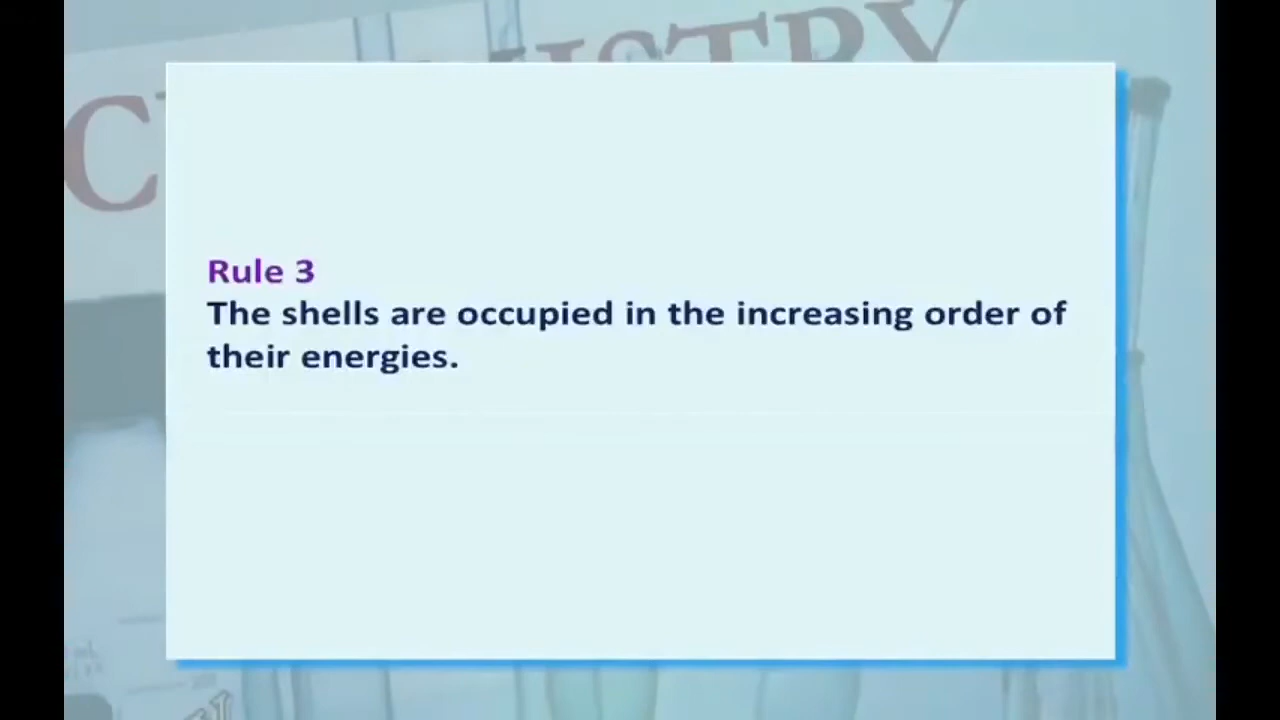 Rule 3
The shells are occupied in the increasing order of
their energies.